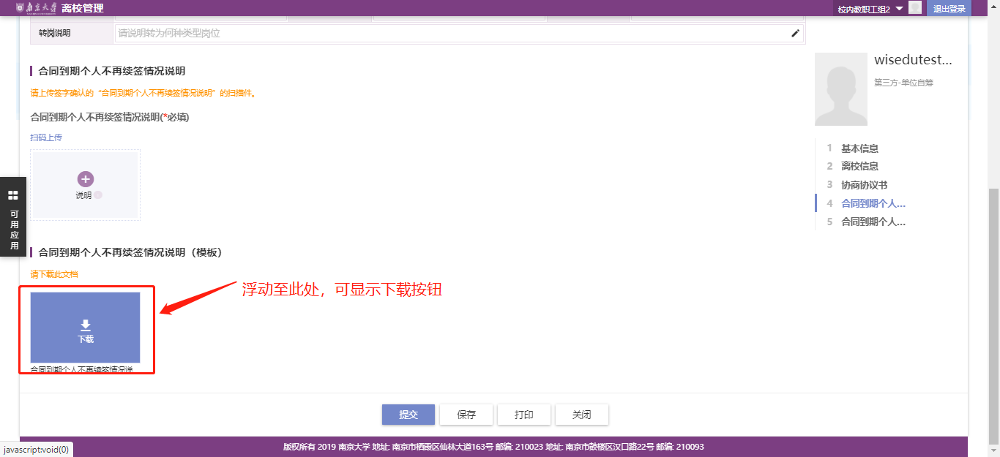 南京大学 离校管理
校内教职工组2
退出登录
转岗说明
请说明转为何种类型岗位
wisedutest...
第三方-单位自筹
合同到期个人不再续签情况说明
请上传签字确认的“合同到期个人不再续签情况说明”的扫描件。
合同到期个人不再续签情况说明(*必填)
扫码上传
说明
1 基本信息
2 离校信息
3 协商协议书
4 合同到期个人...
5 合同到期个人...
可用应用
合同到期个人不再续签情况说明（模板）
请下载此文档
浮动至此处，可显示下载按钮
下载
合同到期个人不再续签情况说
提交
保存
打印
关闭
版权所有 2019 南京大学 地址: 南京市栖霞区仙林大道163号 邮编: 210023 地址: 南京市鼓楼区汉口路22号 邮编: 210093
javascript:void(0)